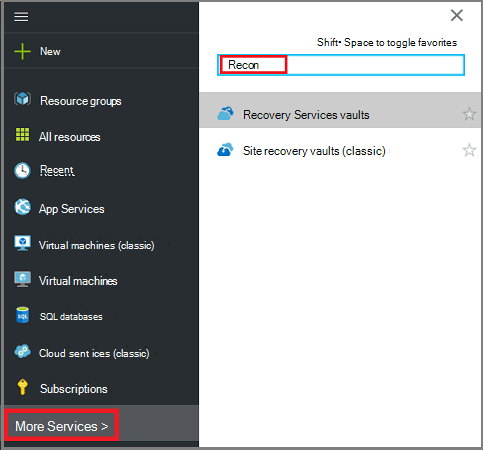 New
Resource groups
All resources
Recent
App Services
Virtual machines (classic)
Virtual machines
SQL
SQL databases
Cloud sent ices (classic)
Subscriptions
More Services >
Shift• Space to toggle favorites
Recon
Recovery Services vaults
Site recovery vaults (classic)